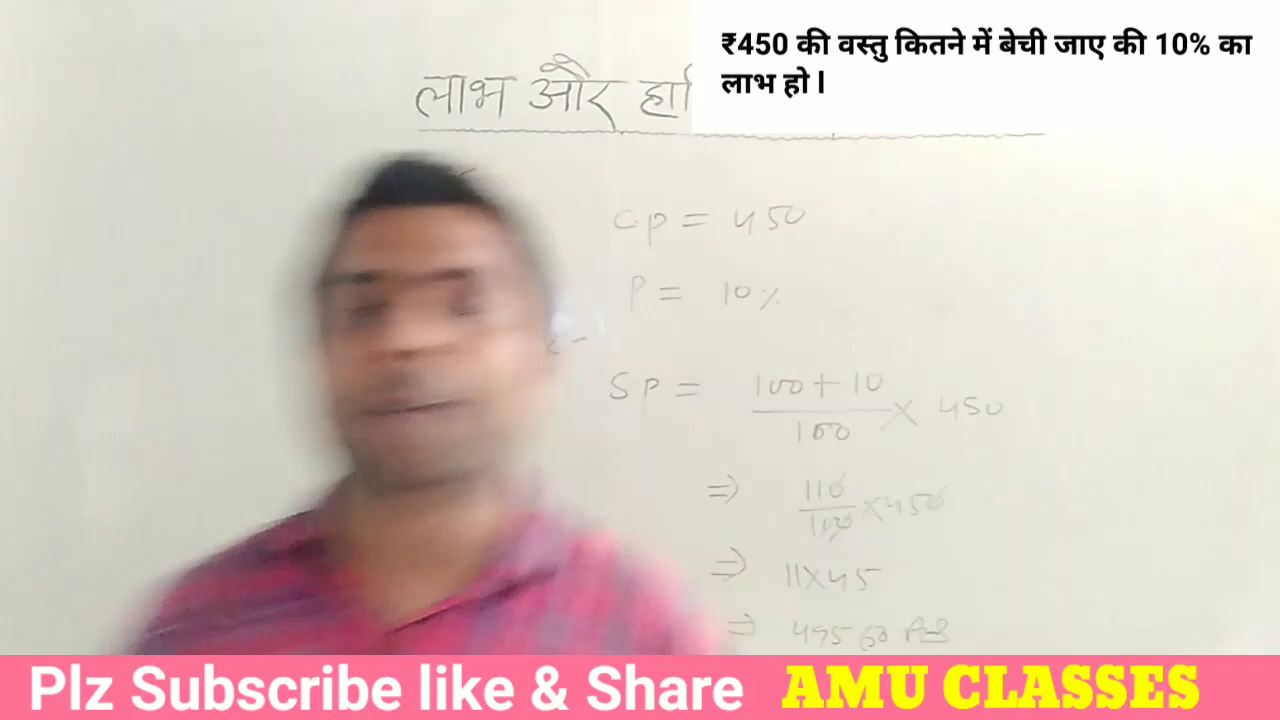 ₹450 की वस्तु कितने में बेची जाए की 10% का
लाभ हो l
लाभ और हा
CP = 450
P = 10%
SP = 100+10/100 × 450
⇒ 110/100 ×450
⇒ 11×45
⇒ 495
Plz Subscribe like & Share
AMU CLASSES